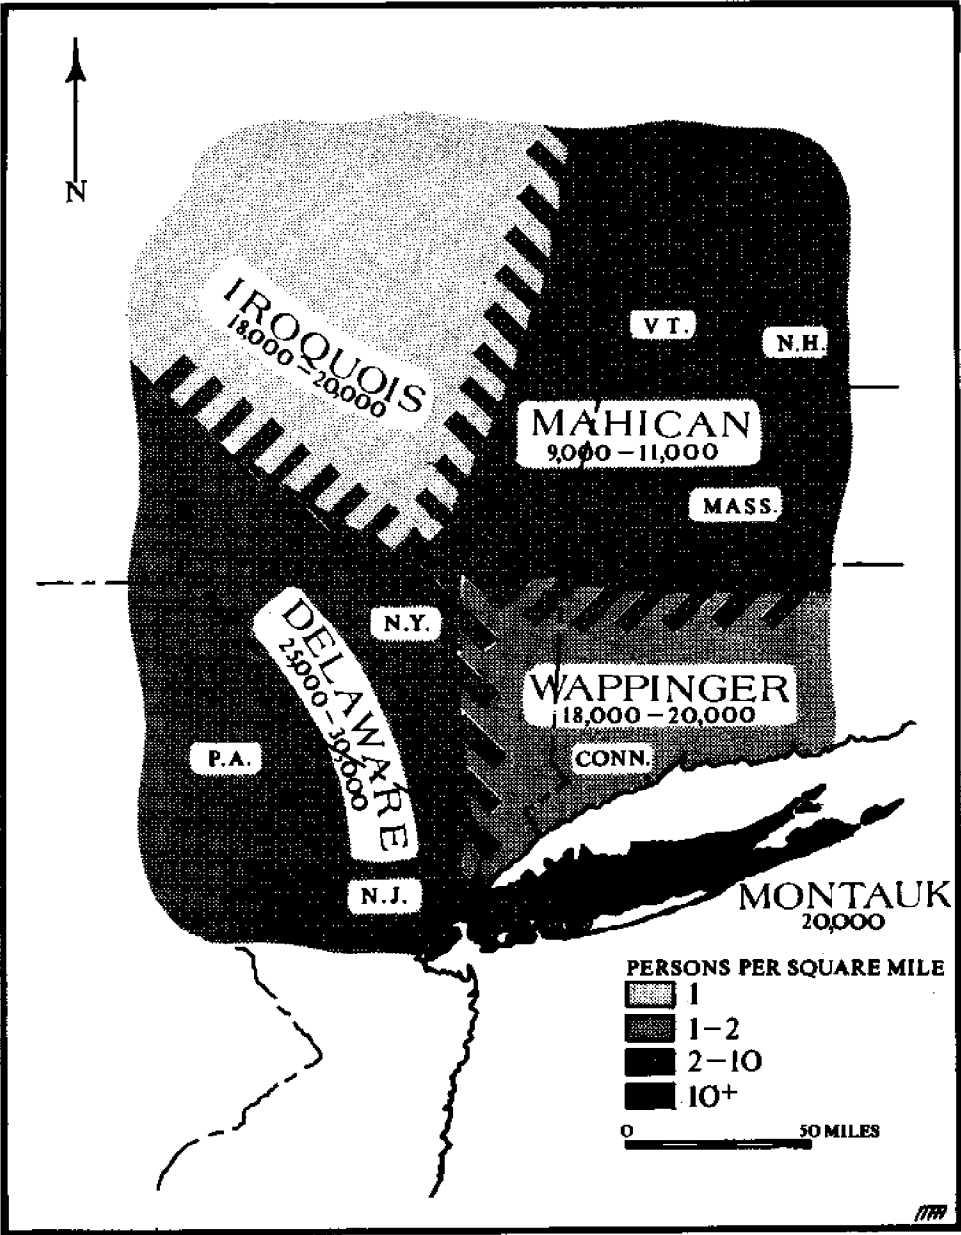 N
IROQUOIS
18,000–20,000
VT.
N.H.
MAHICAN
9,000–11,000
MASS.
DELAWARE
25,000–30,000
N.Y.
WAPPINGER
18,000–20,000
P.A.
CONN.
N.J.
MONTAUK
20,000
PERSONS PER SQUARE MILE
1
1–2
2–10
10+
0 50 MILES